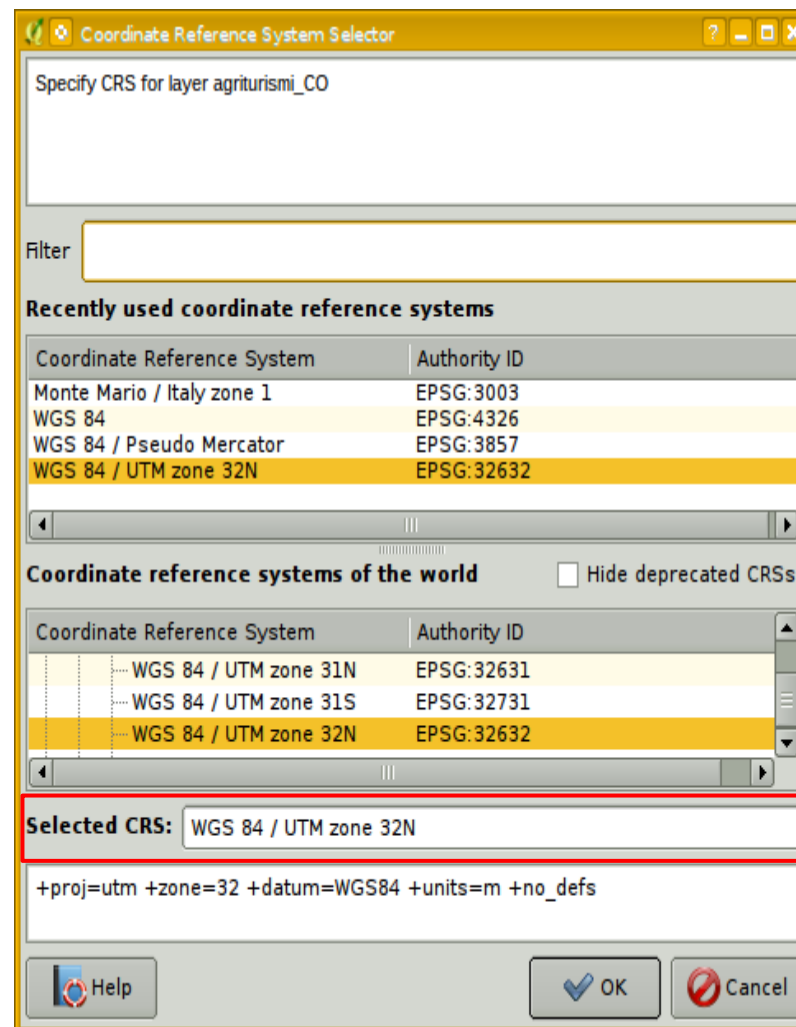 Coordinate Reference System Selector
Specify CRS for layer agriturismi_CO
Filter
Recently used coordinate reference systems
Coordinate Reference System Authority ID
Monte Mario / Italy zone 1 EPSG:3003
WGS 84 EPSG:4326
WGS 84 / Pseudo Mercator EPSG:3857
WGS 84 / UTM zone 32N EPSG:32632
Coordinate reference systems of the world Hide deprecated CRSs
Coordinate Reference System Authority ID
WGS 84 / UTM zone 31N EPSG:32631
WGS 84 / UTM zone 31S EPSG:32731
WGS 84 / UTM zone 32N EPSG:32632
Selected CRS: WGS 84 / UTM zone 32N
+proj=utm +zone=32 +datum=WGS84 +units=m +no_defs
Help OK Cancel